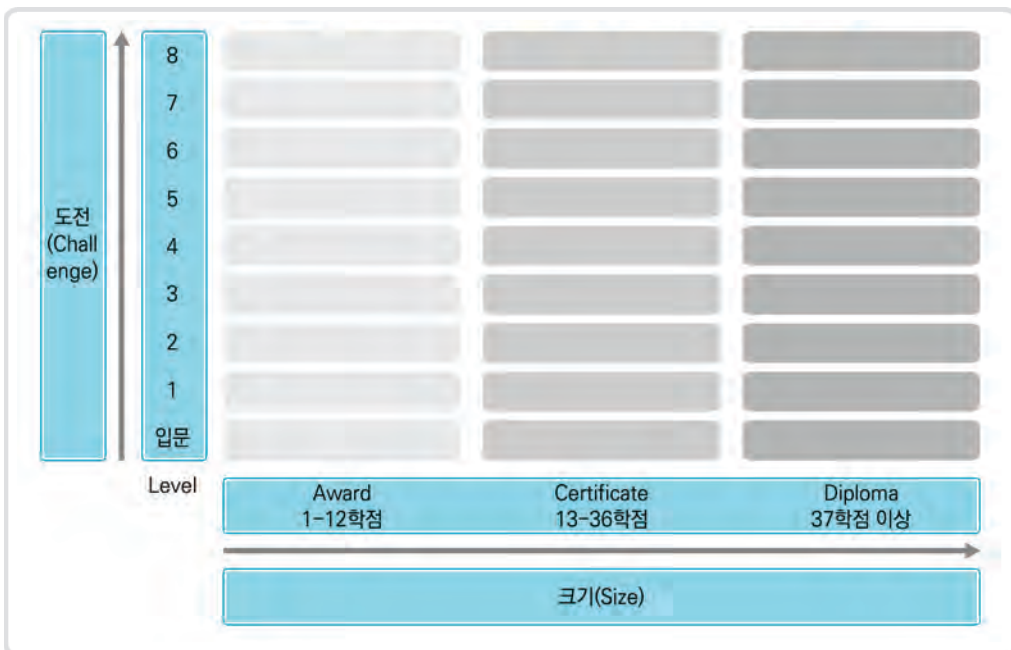 도전
(Chall
enge)
8
7
6
5
4
3
2
1
입문
Level
Award
1-12학점
Certificate
13-36학점
Diploma
37학점 이상
크기(Size)